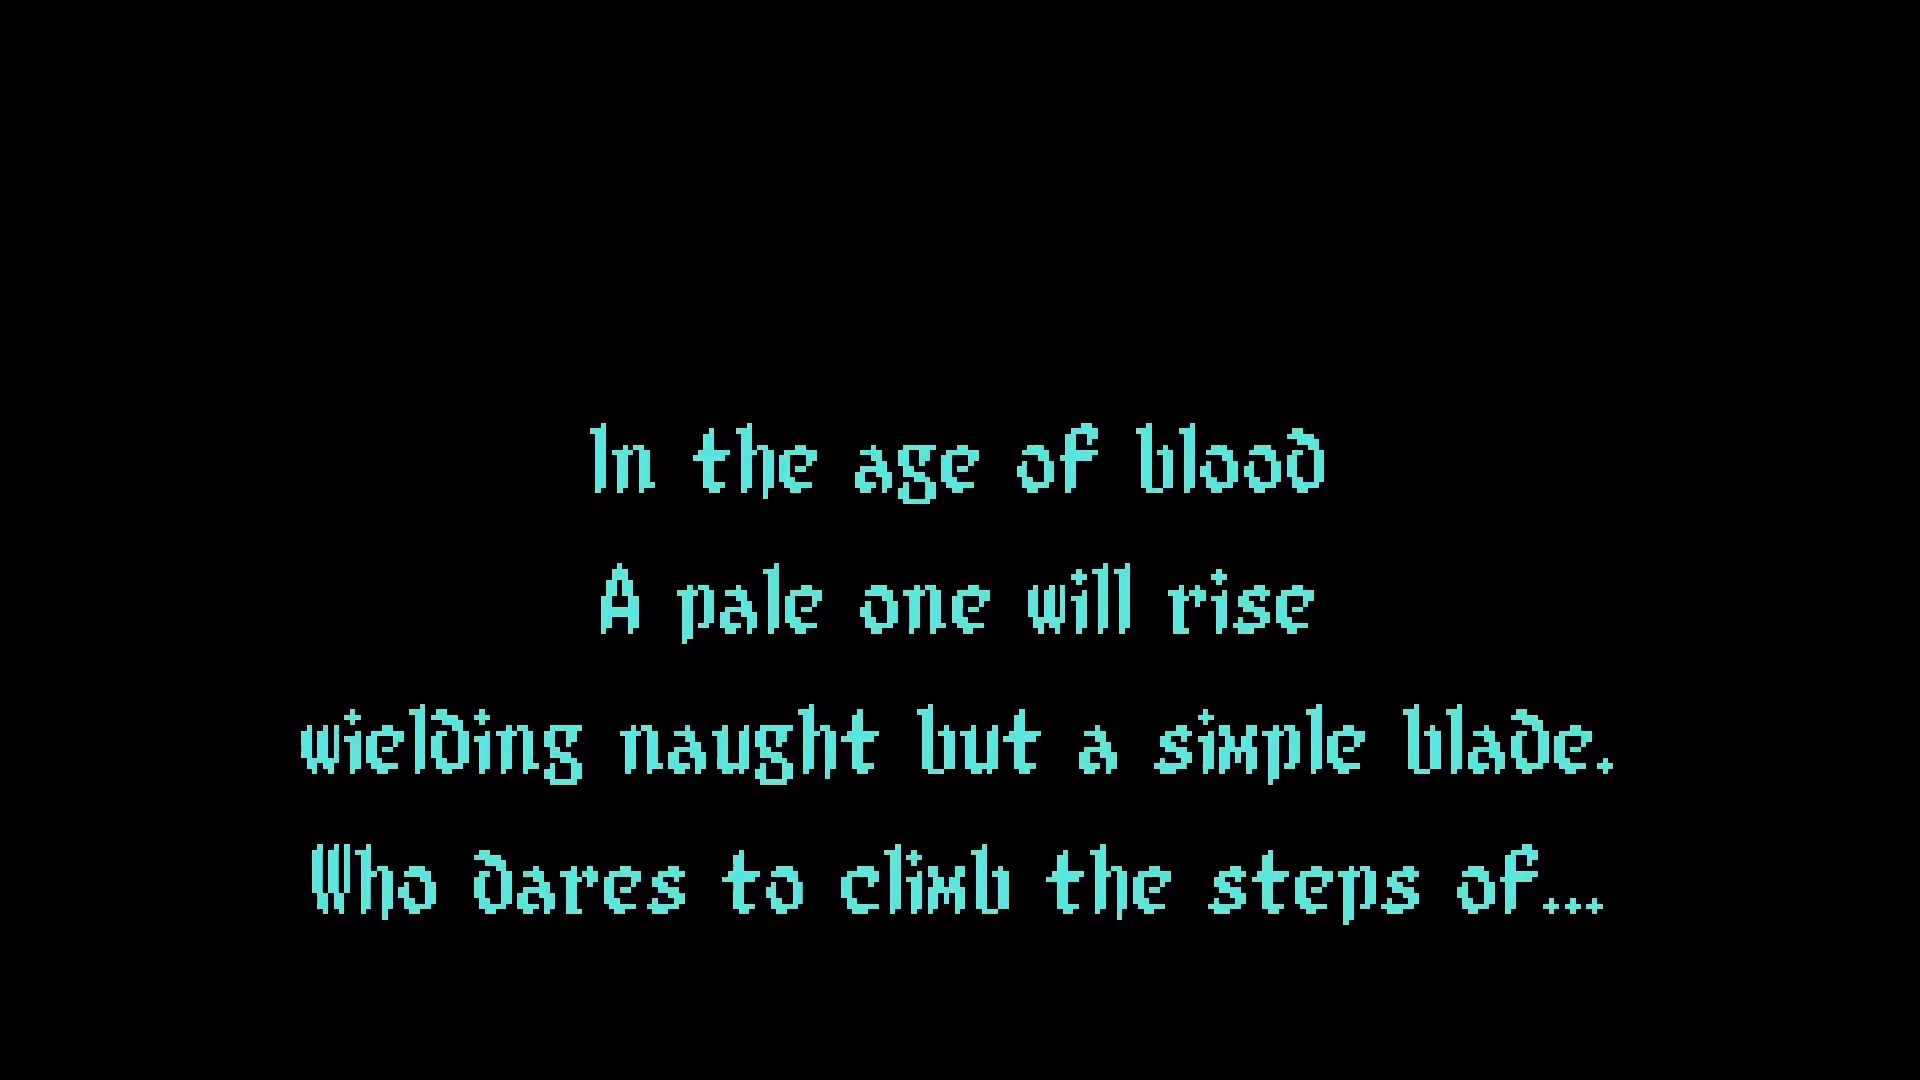 In the age of blood
A pale one will rise
wielding naught but a simple blade.
Who dares to climb the steps of...